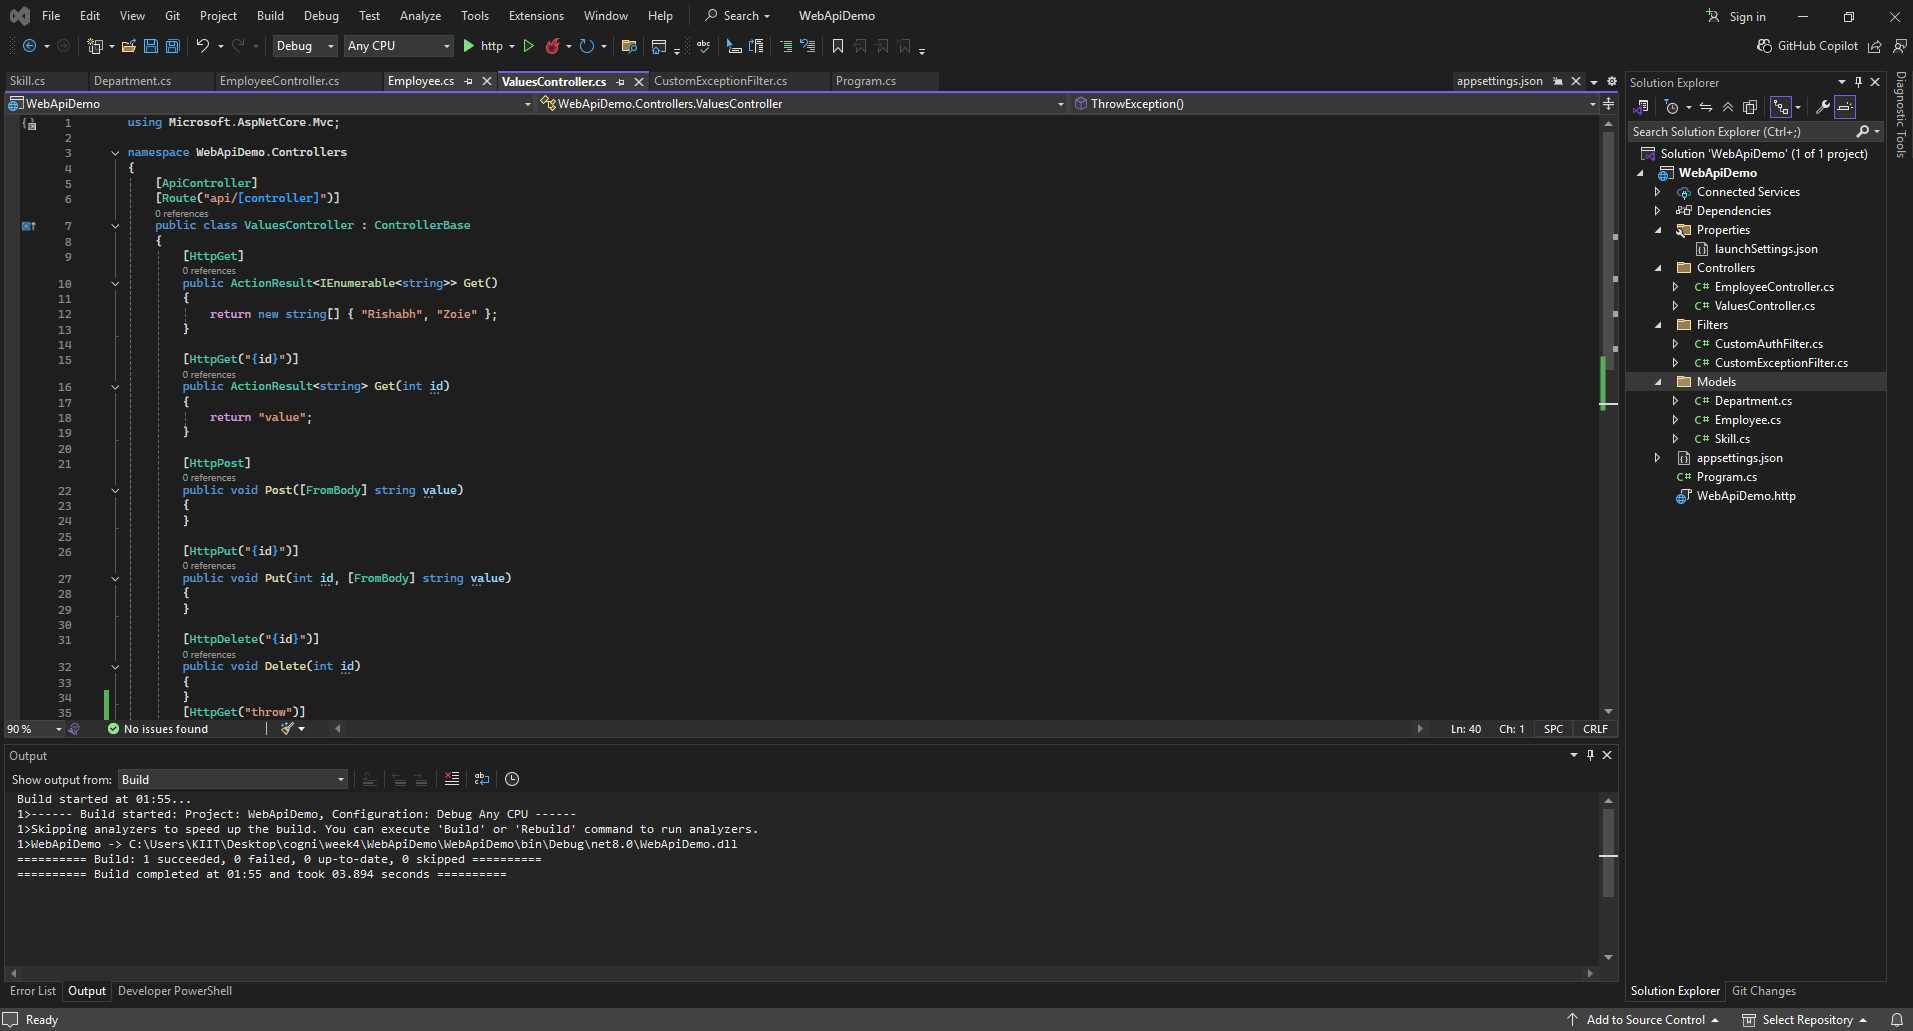 File Edit View Git Project Build Debug Test Analyze Tools Extensions Window Help Search WebApiDemo Sign in
Debug Any CPU http GitHub Copilot
Skill.cs Department.cs EmployeeController.cs Employee.cs ValuesController.cs CustomExceptionFilter.cs Program.cs appsettings.json
WebApiDemo WebApiDemo.Controllers.ValuesController ThrowException()
1 using Microsoft.AspNetCore.Mvc;
2
3 namespace WebApiDemo.Controllers
4 {
5 [ApiController]
6 [Route("api/[controller]")]
0 references
7 public class ValuesController : ControllerBase
8 {
9 [HttpGet]
0 references
10 public ActionResult<IEnumerable<string>> Get()
11 {
12 return new string[] { "Rishabh", "Zoie" };
13 }
14
15 [HttpGet("{id}")]
0 references
16 public ActionResult<string> Get(int id)
17 {
18 return "value";
19 }
20
21 [HttpPost]
0 references
22 public void Post([FromBody] string value)
23 {
24 }
25
26 [HttpPut("{id}")]
0 references
27 public void Put(int id, [FromBody] string value)
28 {
29 }
30
31 [HttpDelete("{id}")]
0 references
32 public void Delete(int id)
33 {
34 }
35 [HttpGet("throw")]
90 % No issues found Ln: 40 Ch: 1 SPC CRLF
Output
Show output from: Build
Build started at 01:55...
1>------ Build started: Project: WebApiDemo, Configuration: Debug Any CPU ------
1>Skipping analyzers to speed up the build. You can execute 'Build' or 'Rebuild' command to run analyzers.
1>WebApiDemo -> C:\Users\KIIT\Desktop\cogni\week4\WebApiDemo\WebApiDemo\bin\Debug\net8.0\WebApiDemo.dll
========== Build: 1 succeeded, 0 failed, 0 up-to-date, 0 skipped ==========
========== Build completed at 01:55 and took 03.894 seconds ==========
Error List Output Developer PowerShell
Solution Explorer
Search Solution Explorer (Ctrl+;)
Solution 'WebApiDemo' (1 of 1 project)
WebApiDemo
Connected Services
Dependencies
Properties
launchSettings.json
Controllers
C# EmployeeController.cs
C# ValuesController.cs
Filters
C# CustomAuthFilter.cs
C# CustomExceptionFilter.cs
Models
C# Department.cs
C# Employee.cs
C# Skill.cs
appsettings.json
C# Program.cs
WebApiDemo.http
Solution Explorer Git Changes
Diagnostic Tools
Ready Add to Source Control Select Repository